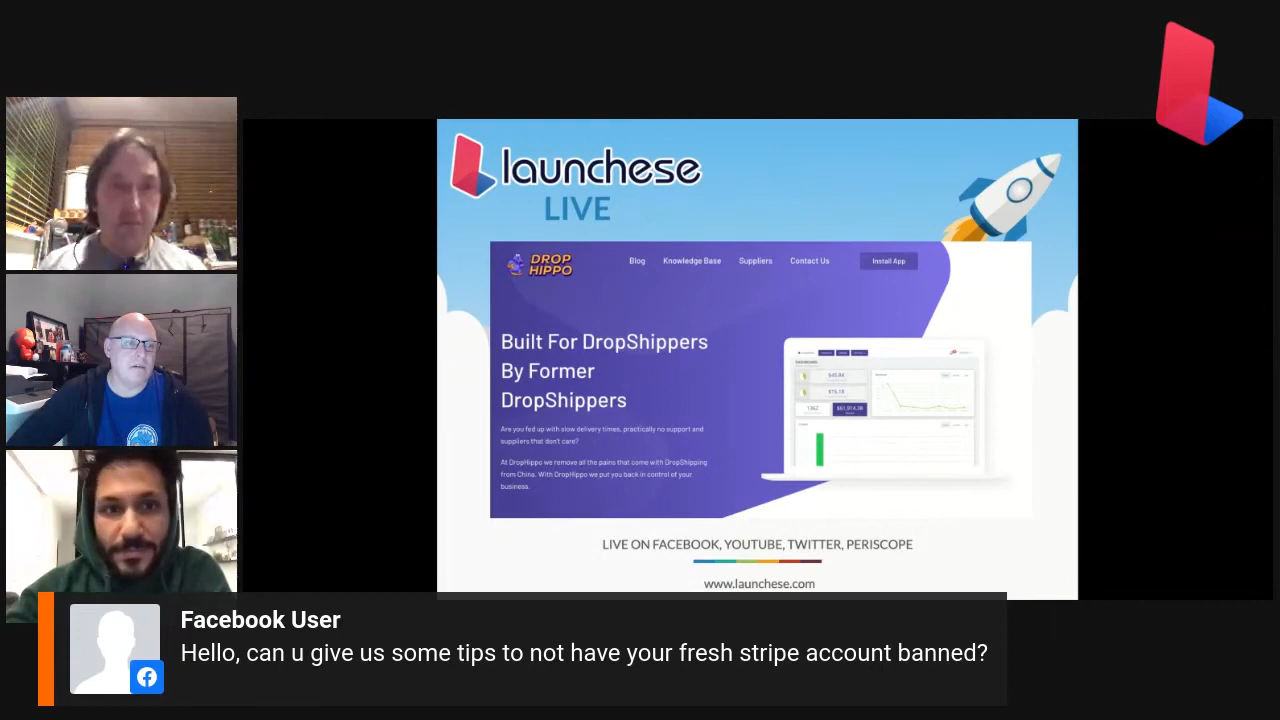 launchese
LIVE
DROP
HIPPO
Blog Knowledge Base Suppliers Contact Us Install App
Built For DropShippers
By Former
DropShippers
Are you fed up with slow delivery times, practically no support and
suppliers that don't care?
At DropHippo we remove all the pains that come with DropShipping
from China. With DropHippo we put you back in control of your
business.
LIVE ON FACEBOOK, YOUTUBE, TWITTER, PERISCOPE
www.launchese.com
Facebook User
Hello, can u give us some tips to not have your fresh stripe account banned?